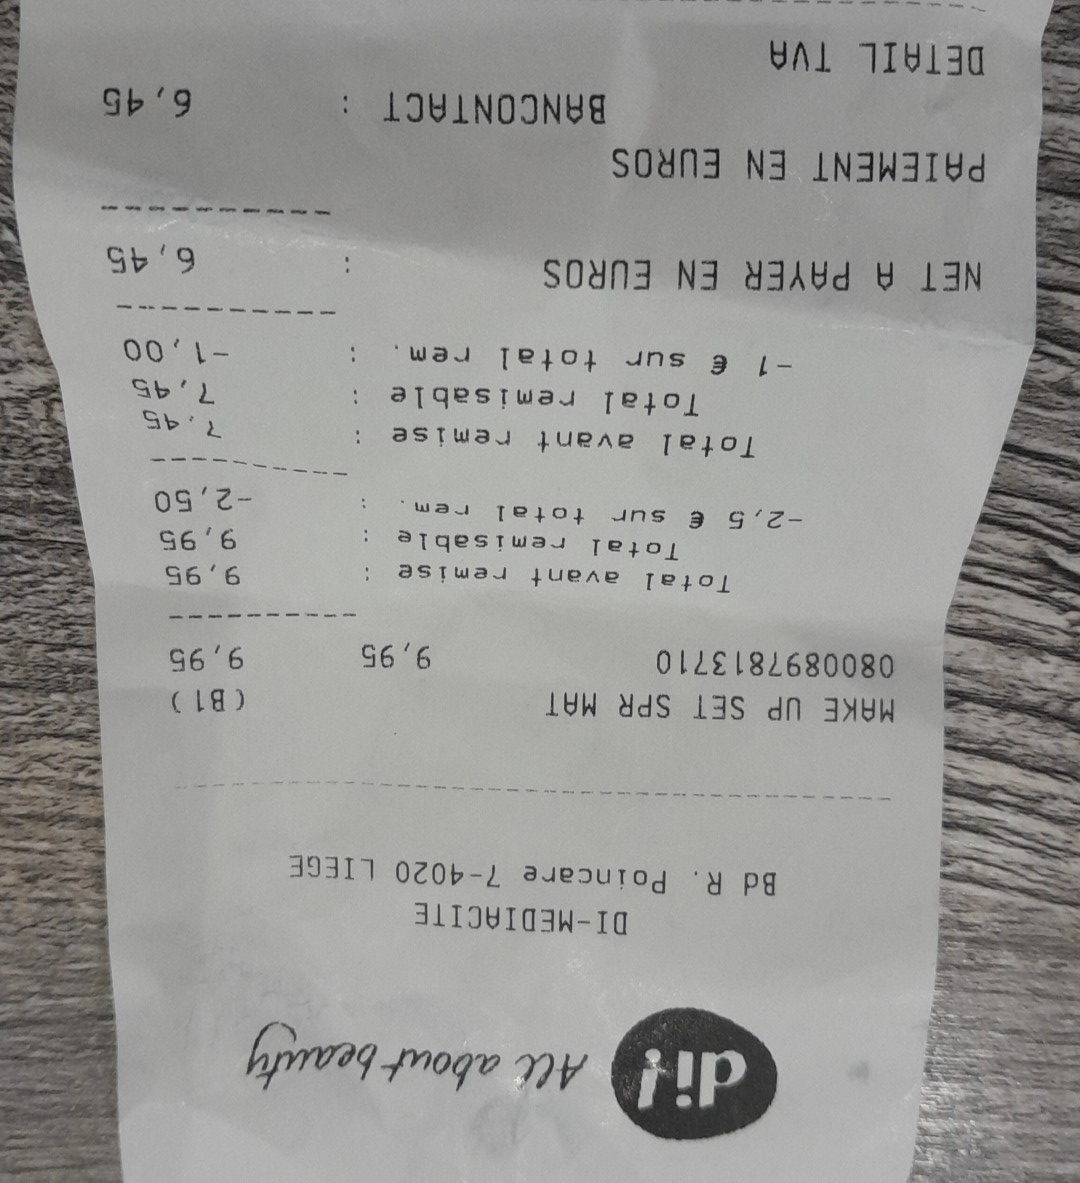 di! All about beauty
DI-MEDIACITE
Bd R. Poincare 7-4020 LIEGE
MAKE UP SET SPR MAT (B1)
0800897813710 9,95 9,95
Total avant remise : 9,95
Total remisable : 9,95
-2,5 € sur total rem. : -2,50
Total avant remise : 7,45
Total remisable : 7,45
-1 € sur total rem. : -1,00
NET A PAYER EN EUROS : 6,45
PAIEMENT EN EUROS
BANCONTACT : 6,45
DETAIL TVA